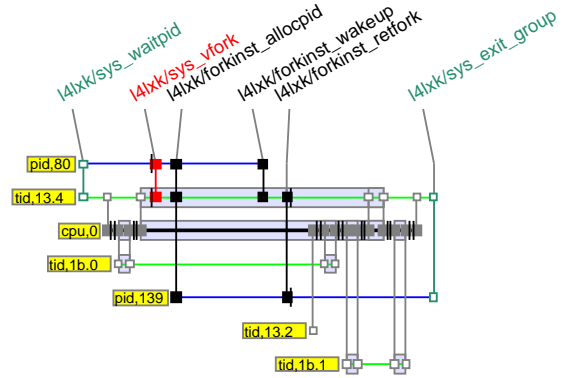 l4lxk/sys_waitpid
l4lxk/sys_vfork
l4lxk/forkinst_allocpid
l4lxk/forkinst_wakeup
l4lxk/forkinst_retfork
l4lxk/sys_exit_group
pid,80
tid,13.4
cpu,0
tid,1b.0
pid,139
tid,13.2
tid,1b.1